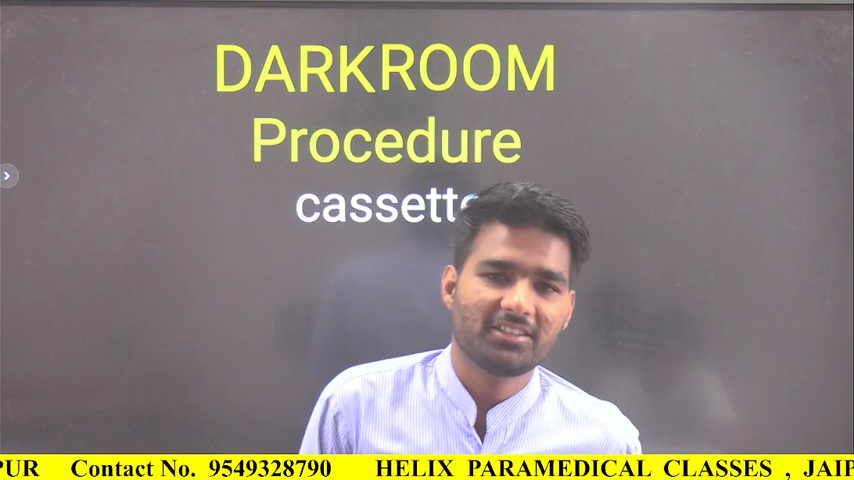 DARKROOM
Procedure
cassette
PUR Contact No. 9549328790 HELIX PARAMEDICAL CLASSES , JAIP